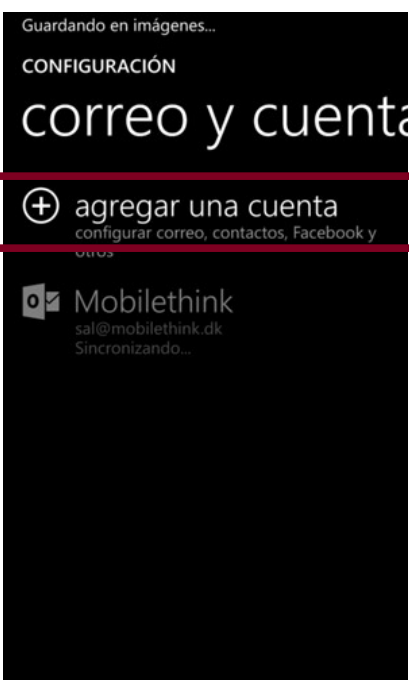 Guardando en imágenes...
CONFIGURACIÓN
correo y cuenta
agregar una cuenta
configurar correo, contactos, Facebook y
otros
Mobilethink
sal@mobilethink.dk
Sincronizando...